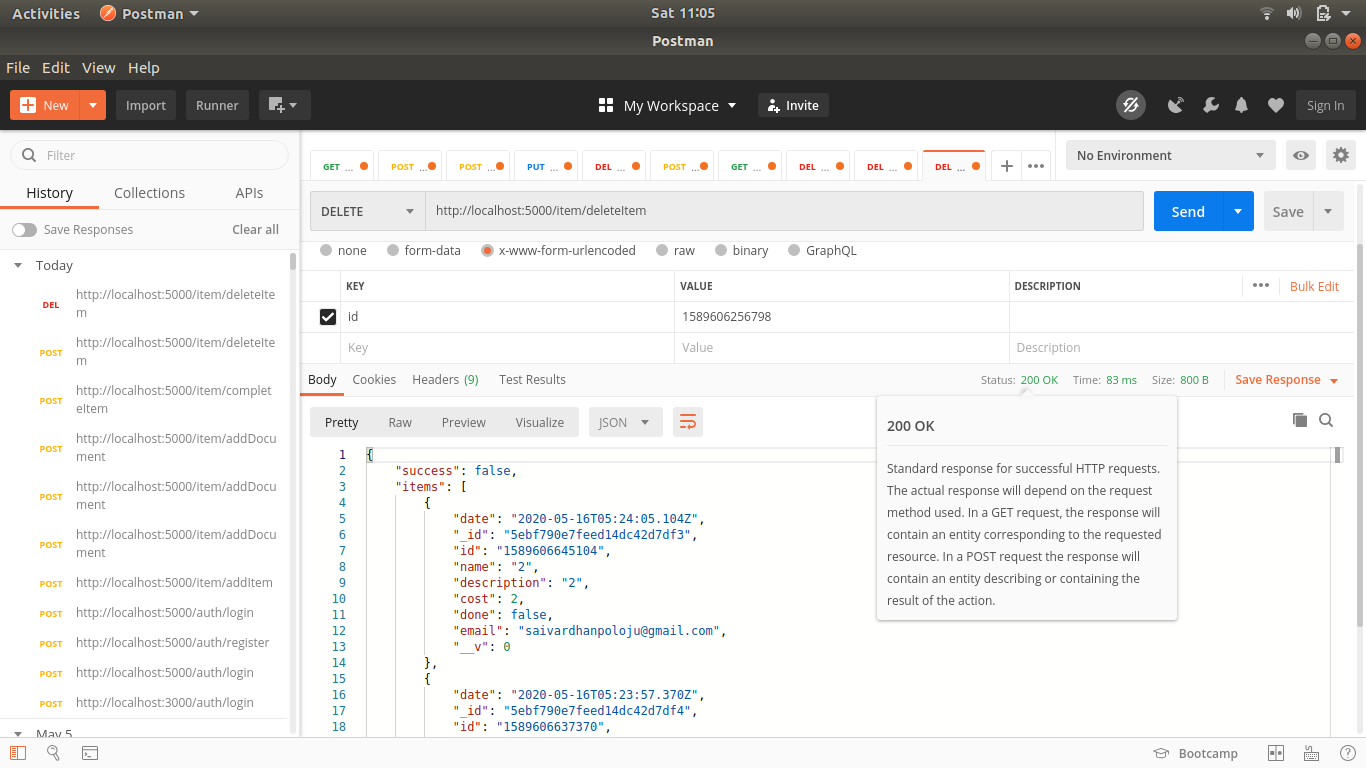 Activities Postman Sat 11:05
Postman
File Edit View Help
New Import Runner My Workspace Invite Sign In
Filter
History Collections APIs
Save Responses Clear all
Today
DEL http://localhost:5000/item/deleteIte
m
POST http://localhost:5000/item/deleteIte
m
POST http://localhost:5000/item/complet
eItem
POST http://localhost:5000/item/addDocu
ment
POST http://localhost:5000/item/addDocu
ment
POST http://localhost:5000/item/addDocu
ment
POST http://localhost:5000/item/addItem
POST http://localhost:5000/auth/login
POST http://localhost:5000/auth/register
POST http://localhost:5000/auth/login
POST http://localhost:3000/auth/login
May 5
GET ... POST ... POST ... PUT ... DEL ... POST ... GET ... DEL ... DEL ... DEL ... No Environment
DELETE http://localhost:5000/item/deleteItem Send Save
none form-data x-www-form-urlencoded raw binary GraphQL
KEY VALUE DESCRIPTION Bulk Edit
id 1589606256798
Key Value Description
Body Cookies Headers (9) Test Results Status: 200 OK Time: 83 ms Size: 800 B Save Response
Pretty Raw Preview Visualize JSON
1 {
2 "success": false,
3 "items": [
4 {
5 "date": "2020-05-16T05:24:05.104Z",
6 "_id": "5ebf790e7feed14dc42d7df3",
7 "id": "1589606645104",
8 "name": "2",
9 "description": "2",
10 "cost": 2,
11 "done": false,
12 "email": "saivardhanpoloju@gmail.com",
13 "__v": 0
14 },
15 {
16 "date": "2020-05-16T05:23:57.370Z",
17 "_id": "5ebf790e7feed14dc42d7df4",
18 "id": "1589606637370",
200 OK
Standard response for successful HTTP requests.
The actual response will depend on the request
method used. In a GET request, the response will
contain an entity corresponding to the requested
resource. In a POST request the response will
contain an entity describing or containing the
result of the action.
Bootcamp